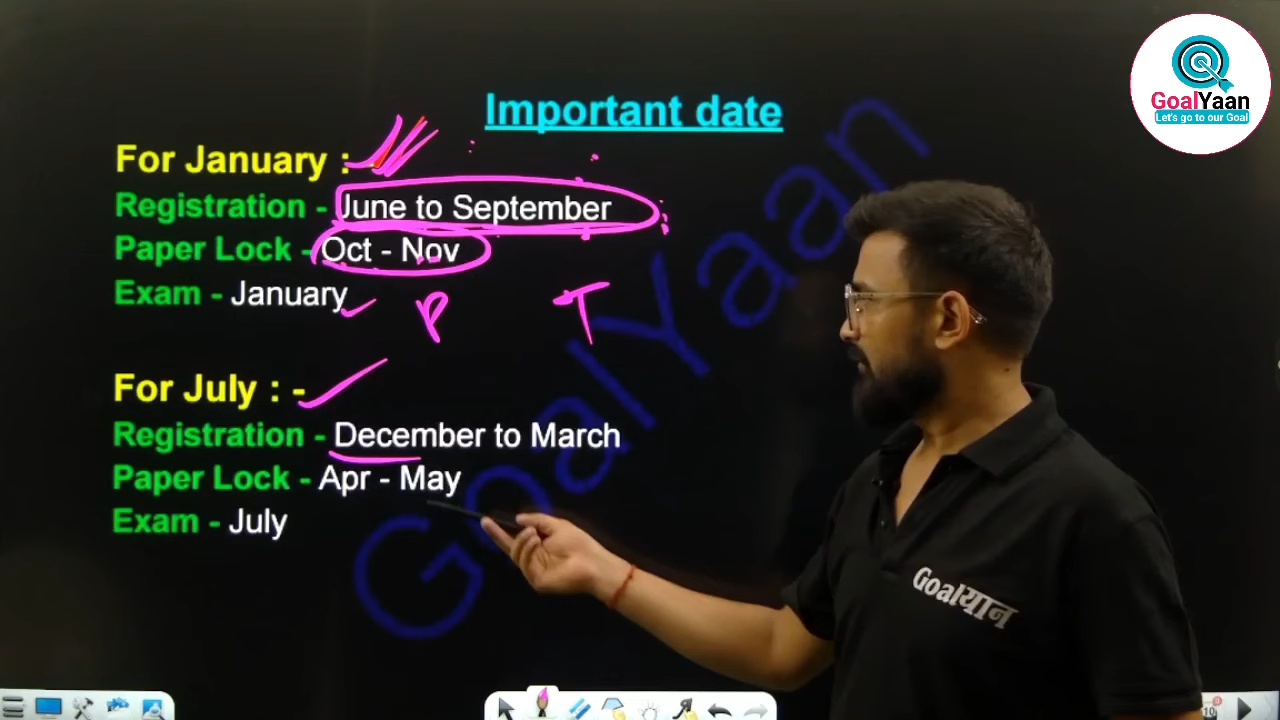 Important date
GoalYaan
Let's go to our Goal
For January :
Registration - June to September
Paper Lock - Oct - Nov
Exam - January
P T
For July : -
Registration - December to March
Paper Lock - Apr - May
Exam - July
GoalYaan
Goalयान